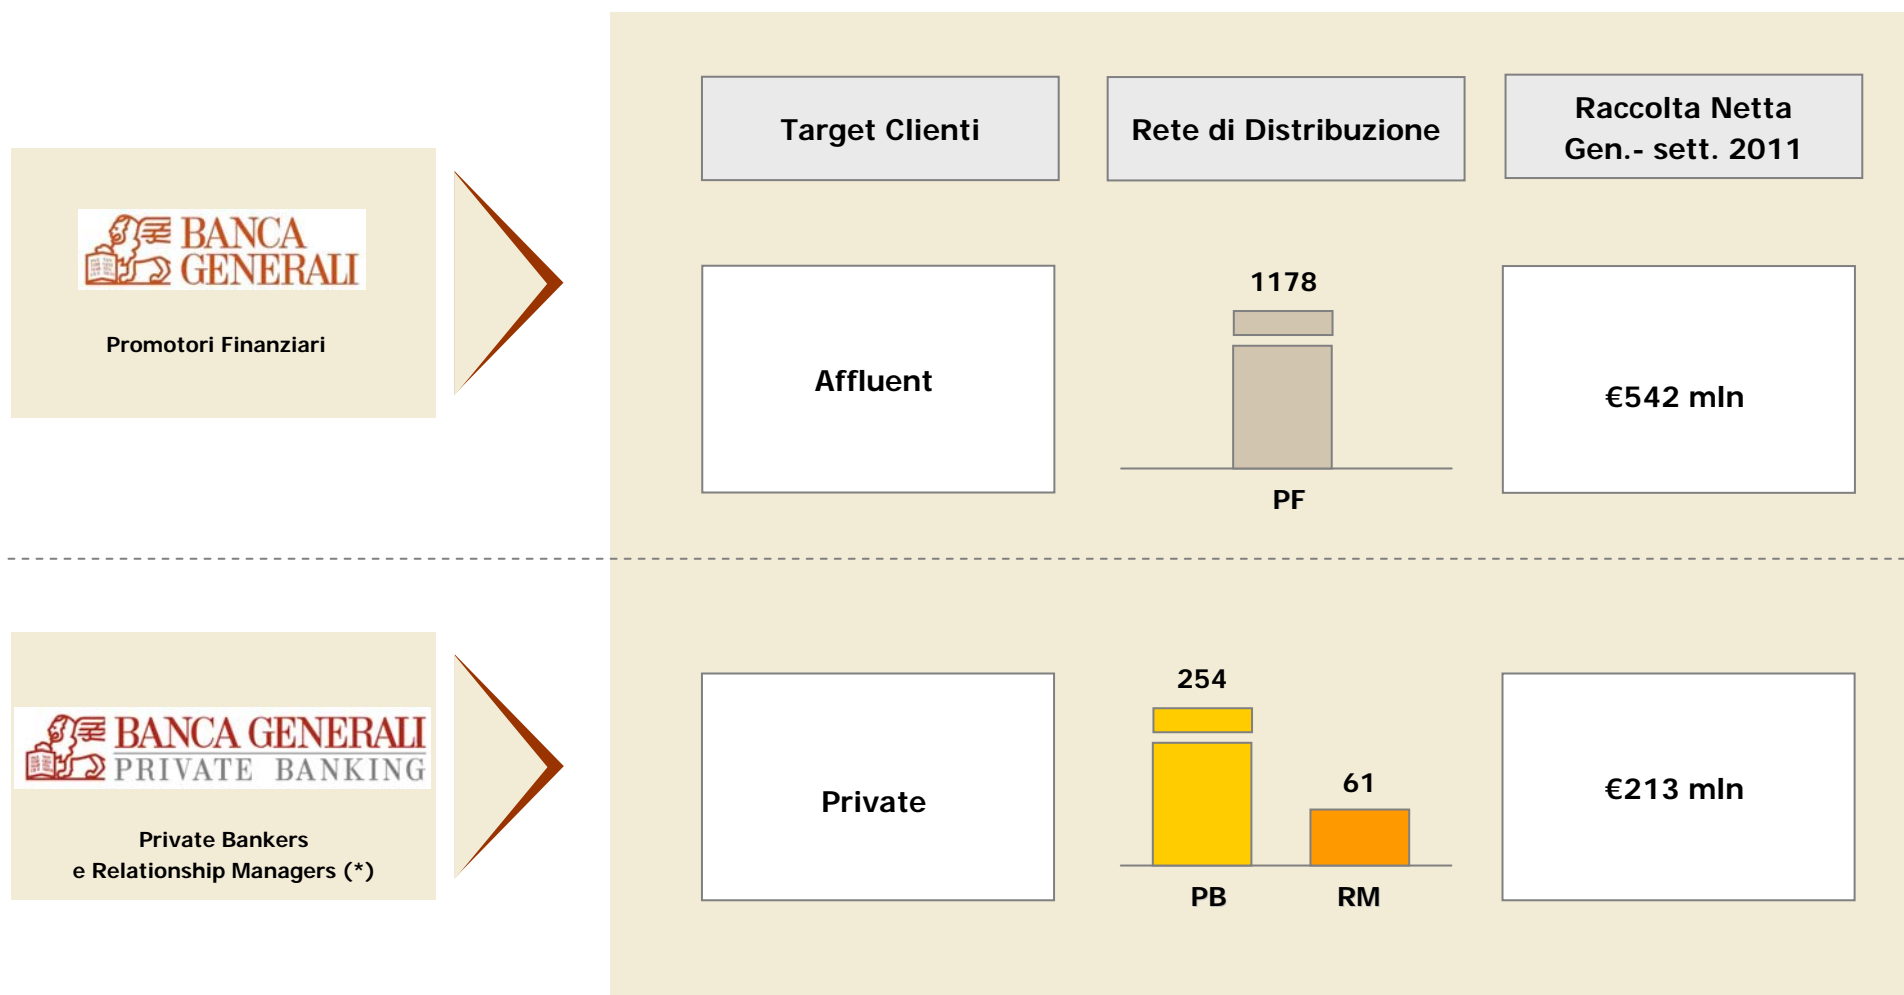 Target Clienti
Rete di Distribuzione
Raccolta Netta
Gen.- sett. 2011
BANCA
GENERALI
Promotori Finanziari
Affluent
1178
PF
€542 mln
BANCA GENERALI
PRIVATE BANKING
Private Bankers
e Relationship Managers (*)
Private
254
61
PB
RM
€213 mln